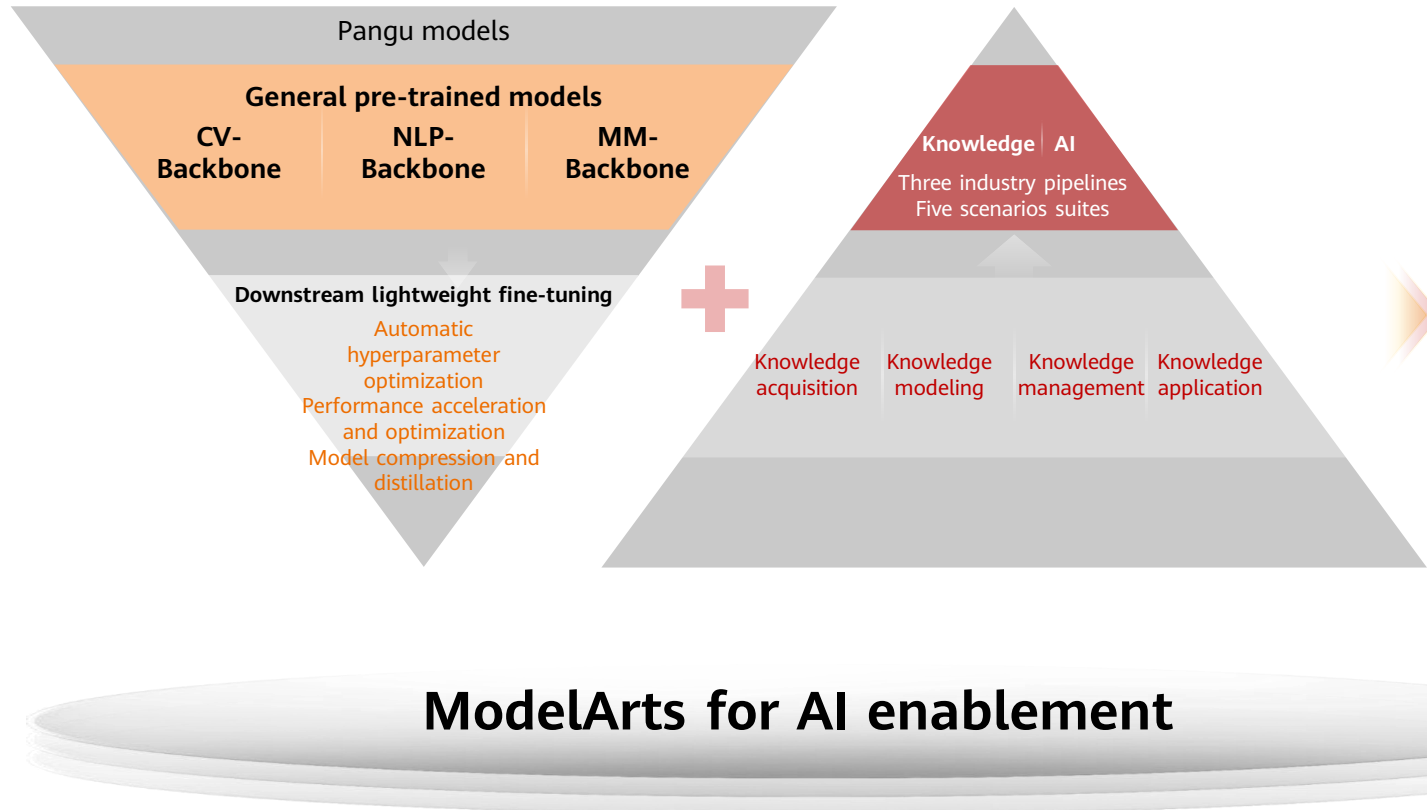 Pangu models
General pre-trained models
CV-
Backbone
NLP-
Backbone
MM-
Backbone
Downstream lightweight fine-tuning
Automatic
hyperparameter
optimization
Performance acceleration
and optimization
Model compression and
distillation
Knowledge AI
Three industry pipelines
Five scenarios suites
Knowledge
acquisition
Knowledge
modeling
Knowledge
management
Knowledge
application
ModelArts for AI enablement